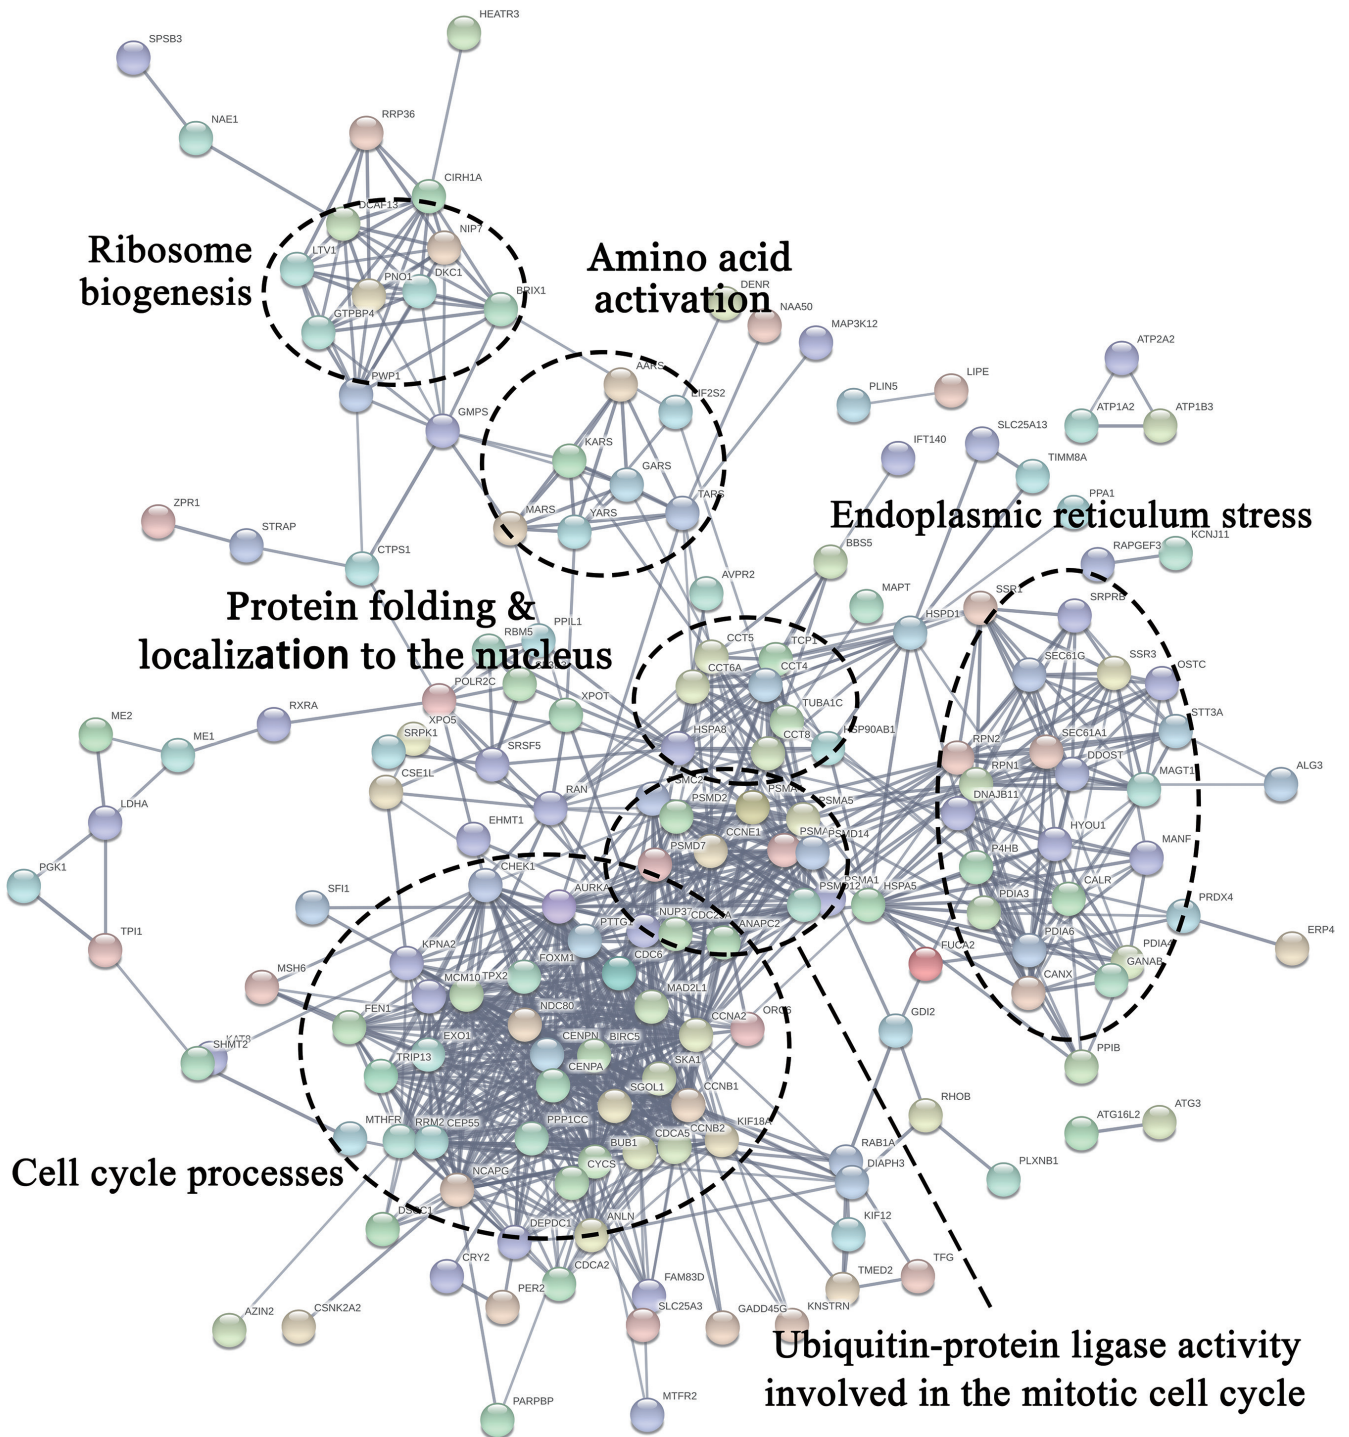 HEATR3
SPSB3
NAE1
RRP36
CIRH1A
DCAF13
NIP7
LTV1
PNO1
DKC1
BRIX1
GTPBP4
Ribosome
biogenesis
Amino acid
activation
DENR
NAA50
MAP3K12
PWP1
GMPS
AARS
EIF2S2
KARS
GARS
TARS
MARS
YARS
PLIN5
LIPE
ATP2A2
ATP1A2
ATP1B3
IFT140
SLC25A13
TIMM8A
PPA1
Endoplasmic reticulum stress
RAPGEF3
KCNJ11
ZPR1
STRAP
CTPS1
BBS5
AVPR2
MAPT
HSPD1
SSR1
SRPRB
Protein folding &
localization to the nucleus
RBM5
PPIL1
POLR2C
XPOT
CCT5
TCP1
CCT6A
CCT4
TUBA1C
CCT8
HSPA8
HSP90AB1
SEC61G
SSR3
OSTC
STT3A
RPN2
SEC61A1
RPN1
DDOST
MAGT1
ALG3
DNAJB11
HYOU1
MANF
P4HB
PDIA3
CALR
PRDX4
ERP4
PDIA6
PDIA4
GANAB
CANX
PPIB
ME2
ME1
RXRA
XPO5
SRPK1
SRSF5
CSE1L
RAN
LDHA
PGK1
TPI1
EHMT1
SMC2
PSMD2
PSMA5
CCNE1
PSMD14
PSMD7
PSMA1
PSMD12
HSPA5
CHEK1
AURKA
SFI1
NUP37
CDC25A
ANAPC2
PTTG1
KPNA2
FOXM1
CDC6
MSH6
MCM10
TPX2
MAD2L1
FEN1
NDC80
CCNA2
ORC6
FUCA2
GDI2
KAT8
SHMT2
EXO1
CENPN
BIRC5
TRIP13
CENPA
SKA1
SGOL1
CCNB1
RHOB
ATG16L2
ATG3
MTHFR
RRM2
CEP55
PPP1CC
BUB1
CDCA5
CCNB2
KIF18A
RAB1A
DIAPH3
PLXNB1
Cell cycle processes
NCAPG
CYCS
DSCC1
DEPDC1
ANLN
KIF12
CRY2
PER2
CDCA2
FAM83D
SLC25A3
GADD45G
KNSTRN
TMED2
TFG
AZIN2
CSNK2A2
Ubiquitin-protein ligase activity
involved in the mitotic cell cycle
PARPBP
MTFR2